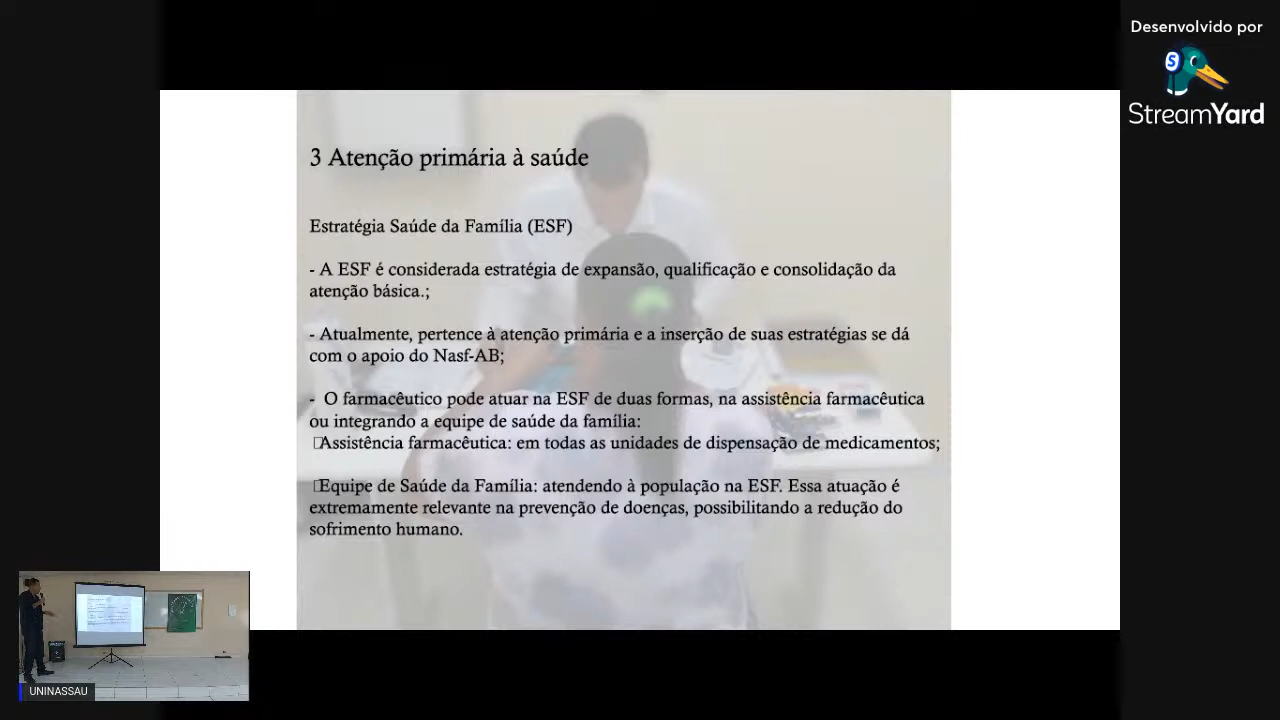 Desenvolvido por
StreamYard
3 Atenção primária à saúde
Estratégia Saúde da Família (ESF)
- A ESF é considerada estratégia de expansão, qualificação e consolidação da
atenção básica.;
- Atualmente, pertence à atenção primária e a inserção de suas estratégias se dá
com o apoio do Nasf-AB;
- O farmacêutico pode atuar na ESF de duas formas, na assistência farmacêutica
ou integrando a equipe de saúde da família:
Assistência farmacêutica: em todas as unidades de dispensação de medicamentos;
Equipe de Saúde da Família: atendendo à população na ESF. Essa atuação é
extremamente relevante na prevenção de doenças, possibilitando a redução do
sofrimento humano.
UNINASSAU